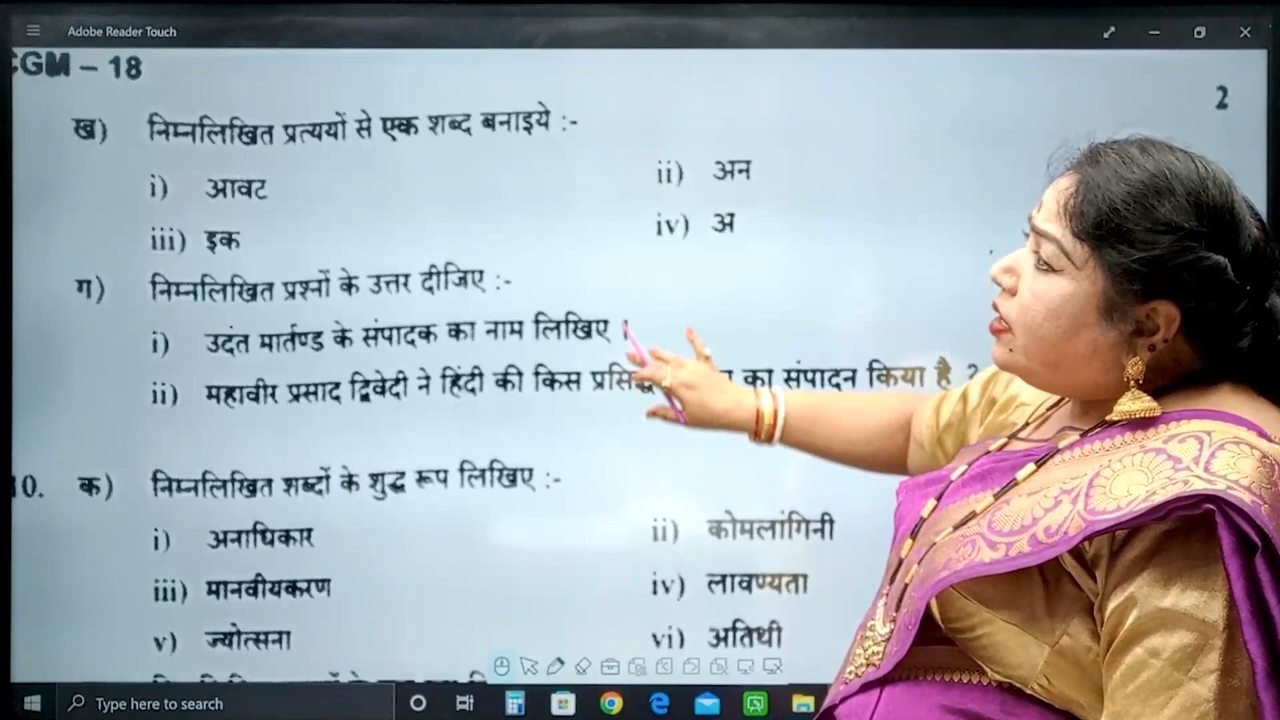 Adobe Reader Touch
CGM – 18
2
ख) निम्नलिखित प्रत्ययों से एक शब्द बनाइये :-
i) आवट ii) अन
iii) इक iv) अ
ग) निम्नलिखित प्रश्नों के उत्तर दीजिए :-
i) उदंत मार्तण्ड के संपादक का नाम लिखिए ।
ii) महावीर प्रसाद द्विवेदी ने हिंदी की किस का संपादन किया है ?
10. क) निम्नलिखित शब्दों के शुद्ध रूप लिखिए :-
i) अनाधिकार ii) कोमलांगिनी
iii) मानवीयकरण iv) लावण्यता
v) ज्योत्सना vi) अतिथी
Type here to search